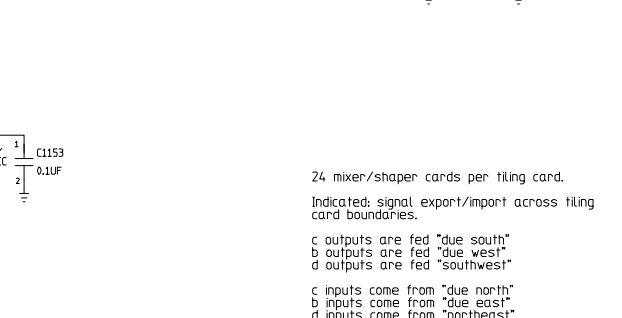 1
C1153
0.1UF
2
24 mixer/shaper cards per tiling card.
Indicated: signal export/import across tiling
card boundaries.
c outputs are fed "due south"
b outputs are fed "due west"
d outputs are fed "southwest"
c inputs come from "due north"
b inputs come from "due east"
d inputs come from "northeast"